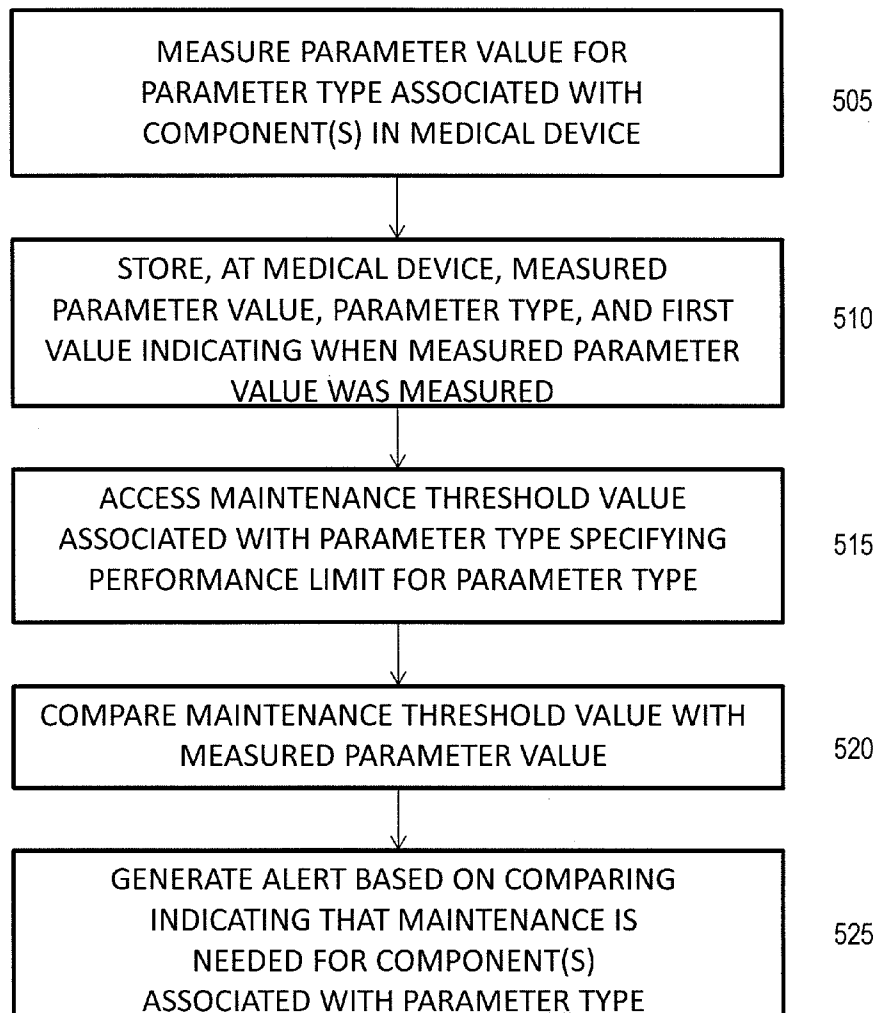 MEASURE PARAMETER VALUE FOR
PARAMETER TYPE ASSOCIATED WITH
COMPONENT(S) IN MEDICAL DEVICE
505
STORE, AT MEDICAL DEVICE, MEASURED
PARAMETER VALUE, PARAMETER TYPE, AND FIRST
VALUE INDICATING WHEN MEASURED PARAMETER
VALUE WAS MEASURED
510
ACCESS MAINTENANCE THRESHOLD VALUE
ASSOCIATED WITH PARAMETER TYPE SPECIFYING
PERFORMANCE LIMIT FOR PARAMETER TYPE
515
COMPARE MAINTENANCE THRESHOLD VALUE WITH
MEASURED PARAMETER VALUE
520
GENERATE ALERT BASED ON COMPARING
INDICATING THAT MAINTENANCE IS
NEEDED FOR COMPONENT(S)
ASSOCIATED WITH PARAMETER TYPE
525